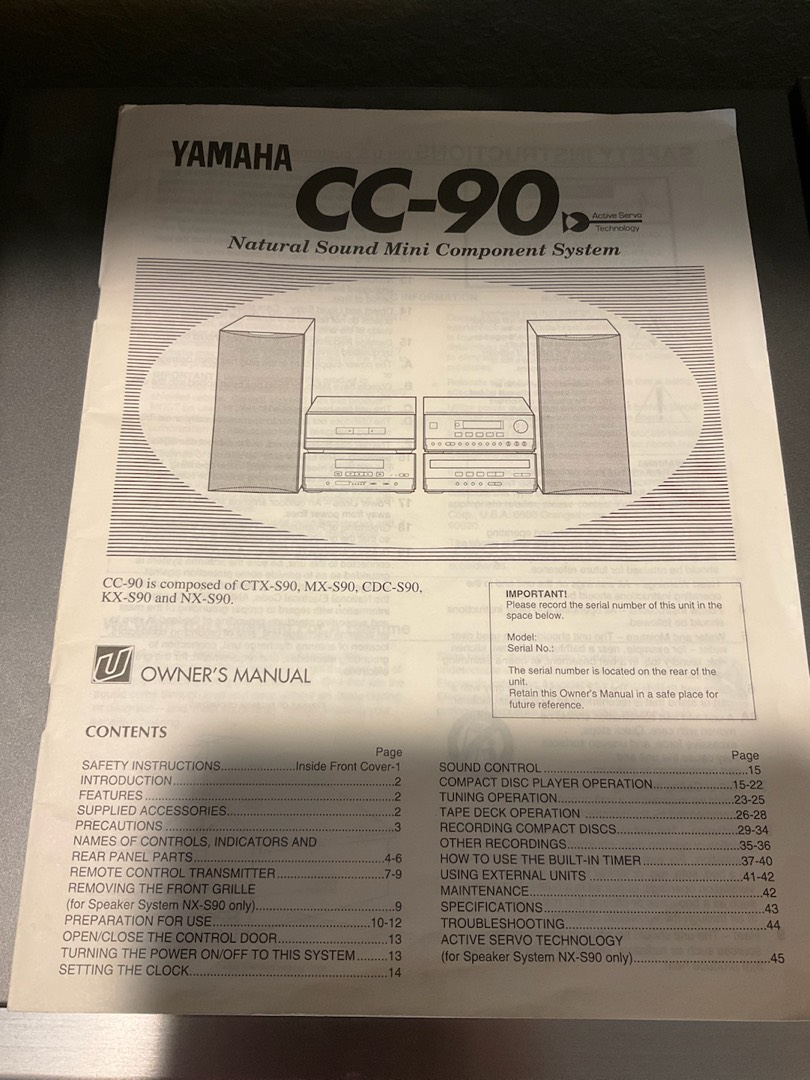 YAMAHA
CC-90
Active Servo
Technology
Natural Sound Mini Component System
CC-90 is composed of CTX-S90, MX-S90, CDC-S90,
KX-S90 and NX-S90.
IMPORTANT!
Please record the serial number of this unit in the
space below.
Model:
Serial No.:
The serial number is located on the rear of the
unit.
Retain this Owner's Manual in a safe place for
future reference.
OWNER'S MANUAL
CONTENTS
Page
SAFETY INSTRUCTIONS......................Inside Front Cover-1
INTRODUCTION..........................................................2
FEATURES..................................................................2
SUPPLIED ACCESSORIES...........................................2
PRECAUTIONS............................................................3
NAMES OF CONTROLS, INDICATORS AND
REAR PANEL PARTS................................................4-6
REMOTE CONTROL TRANSMITTER............................7-9
REMOVING THE FRONT GRILLE
(for Speaker System NX-S90 only)..................................9
PREPARATION FOR USE..........................................10-12
OPEN/CLOSE THE CONTROL DOOR............................13
TURNING THE POWER ON/OFF TO THIS SYSTEM.........13
SETTING THE CLOCK..................................................14
Page
SOUND CONTROL......................................................15
COMPACT DISC PLAYER OPERATION......................15-22
TUNING OPERATION...............................................23-25
TAPE DECK OPERATION..........................................26-28
RECORDING COMPACT DISCS.................................29-34
OTHER RECORDINGS..............................................35-36
HOW TO USE THE BUILT-IN TIMER...........................37-40
USING EXTERNAL UNITS.........................................41-42
MAINTENANCE..........................................................42
SPECIFICATIONS.......................................................43
TROUBLESHOOTING..................................................44
ACTIVE SERVO TECHNOLOGY
(for Speaker System NX-S90 only)................................45